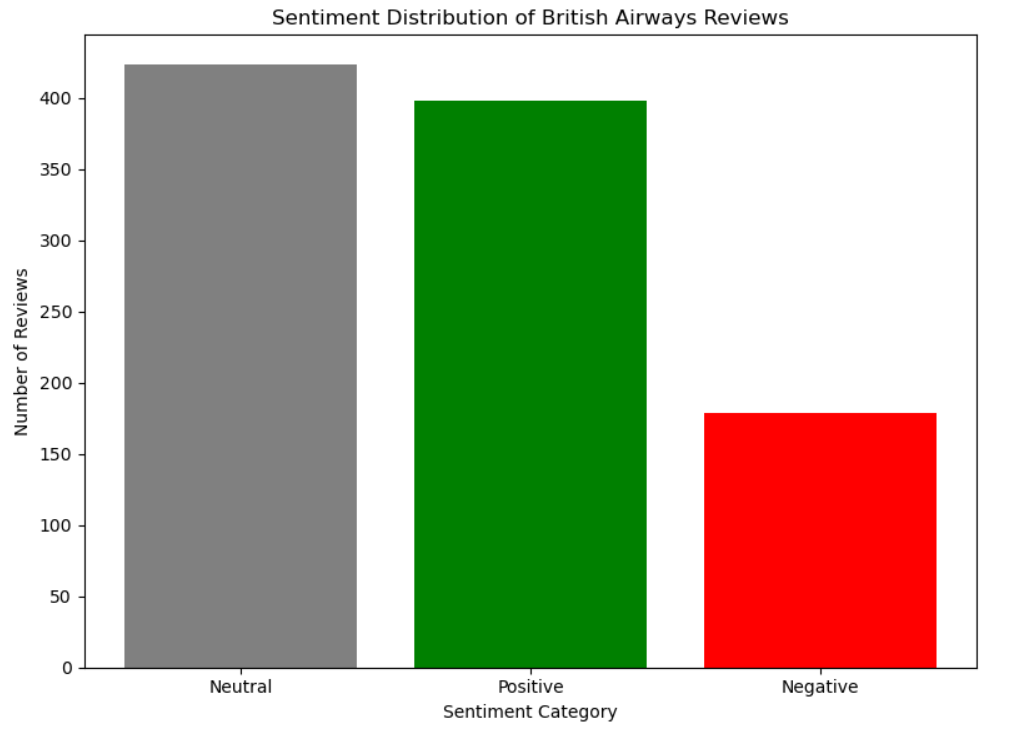 Sentiment Distribution of British Airways Reviews
Number of Reviews
400
350
300
250
200
150
100
50
0
Neutral Positive Negative
Sentiment Category